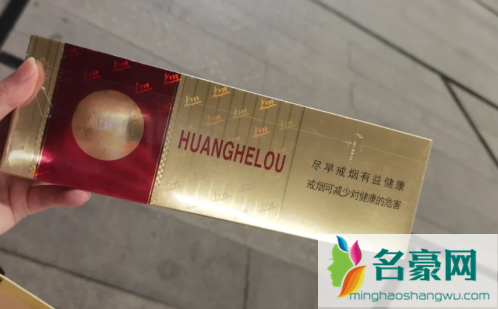 HUANGHELOU
尽早戒烟有益健康
戒烟可减少对健康的危害
名豪网
minghaoshangwu.com